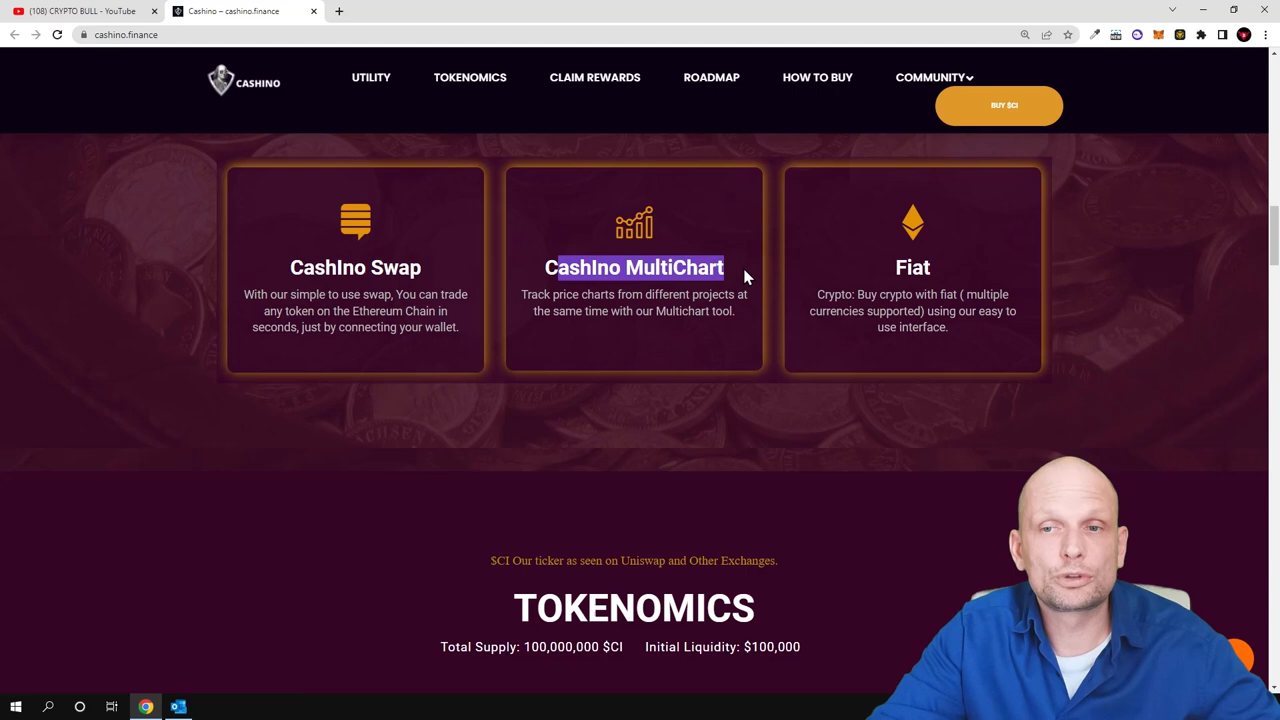 (108) CRYPTO BULL - YouTube
Cashino – cashino.finance
cashino.finance
CASHINO
UTILITY
TOKENOMICS
CLAIM REWARDS
ROADMAP
HOW TO BUY
COMMUNITY
BUY $CI
CashIno Swap
With our simple to use swap, You can trade
any token on the Ethereum Chain in
seconds, just by connecting your wallet.
CashIno MultiChart
Track price charts from different projects at
the same time with our Multichart tool.
Fiat
Crypto: Buy crypto with fiat ( multiple
currencies supported) using our easy to
use interface.
$CI Our ticker as seen on Uniswap and Other Exchanges.
TOKENOMICS
Total Supply: 100,000,000 $CI Initial Liquidity: $100,000